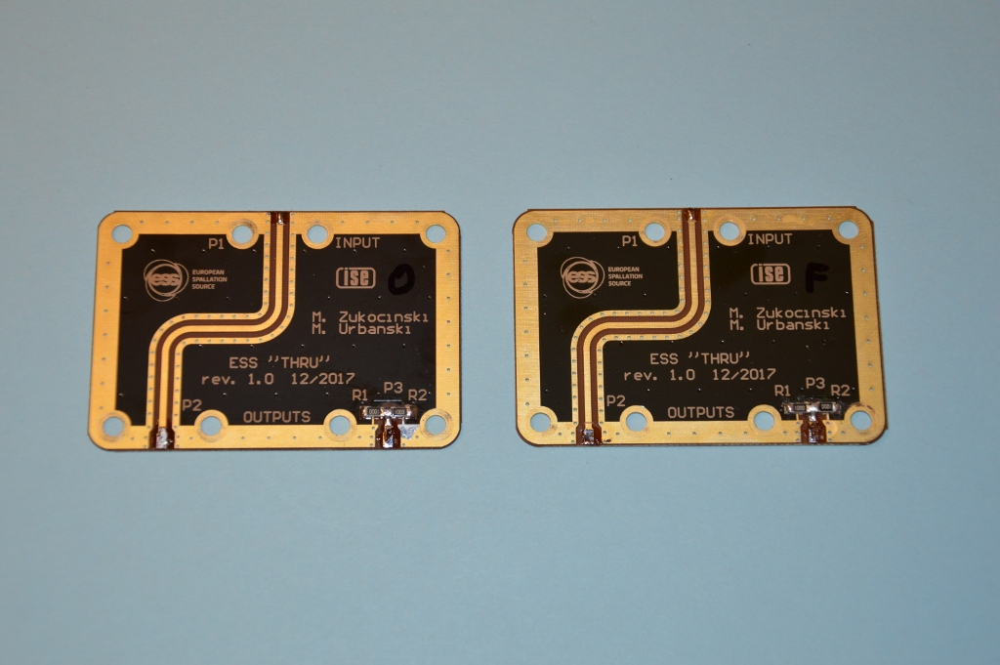 P1
INPUT
ess
EUROPEAN
SPALLATION
SOURCE
ise
O
M. Zukocinski
M. Urbanski
ESS ”THRU”
rev. 1.0 12/2017
P2
OUTPUTS
R1
P3
R2
P1
INPUT
ess
EUROPEAN
SPALLATION
SOURCE
ise
F
M. Zukocinski
M. Urbanski
ESS ”THRU”
rev. 1.0 12/2017
P2
OUTPUTS
R1
P3
R2